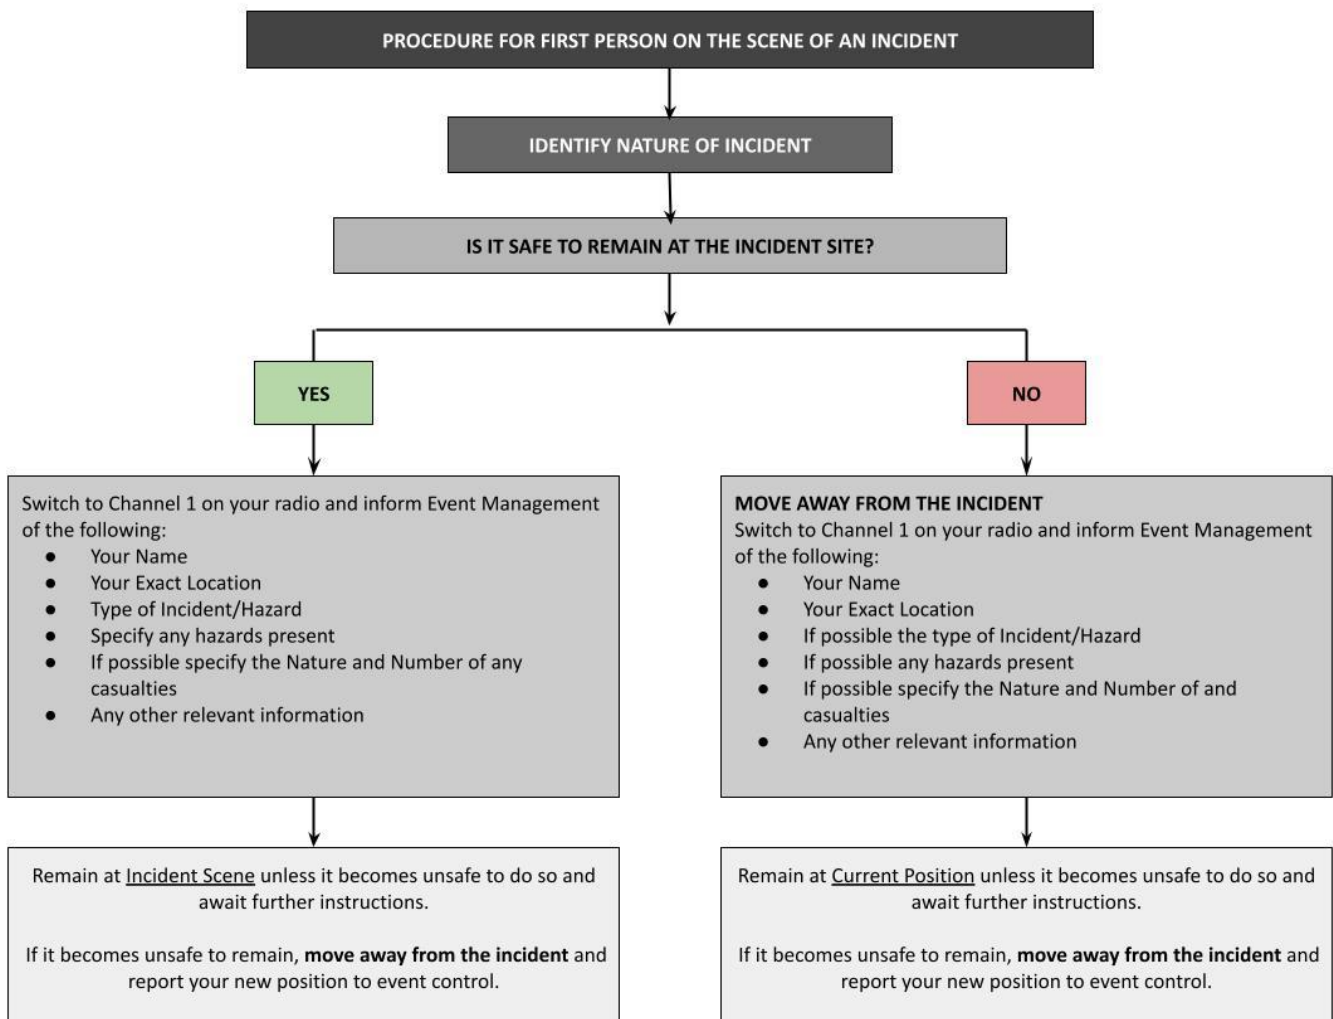 PROCEDURE FOR FIRST PERSON ON THE SCENE OF AN INCIDENT
IDENTIFY NATURE OF INCIDENT
IS IT SAFE TO REMAIN AT THE INCIDENT SITE?
YES
Switch to Channel 1 on your radio and inform Event Management
of the following:
● Your Name
● Your Exact Location
● Type of Incident/Hazard
● Specify any hazards present
● If possible specify the Nature and Number of any
casualties
● Any other relevant information
Remain at Incident Scene unless it becomes unsafe to do so and
await further instructions.
If it becomes unsafe to remain, move away from the incident and
report your new position to event control.
NO
MOVE AWAY FROM THE INCIDENT
Switch to Channel 1 on your radio and inform Event Management
of the following:
● Your Name
● Your Exact Location
● If possible the type of Incident/Hazard
● If possible any hazards present
● If possible specify the Nature and Number of and
casualties
● Any other relevant information
Remain at Current Position unless it becomes unsafe to do so and
await further instructions.
If it becomes unsafe to remain, move away from the incident and
report your new position to event control.